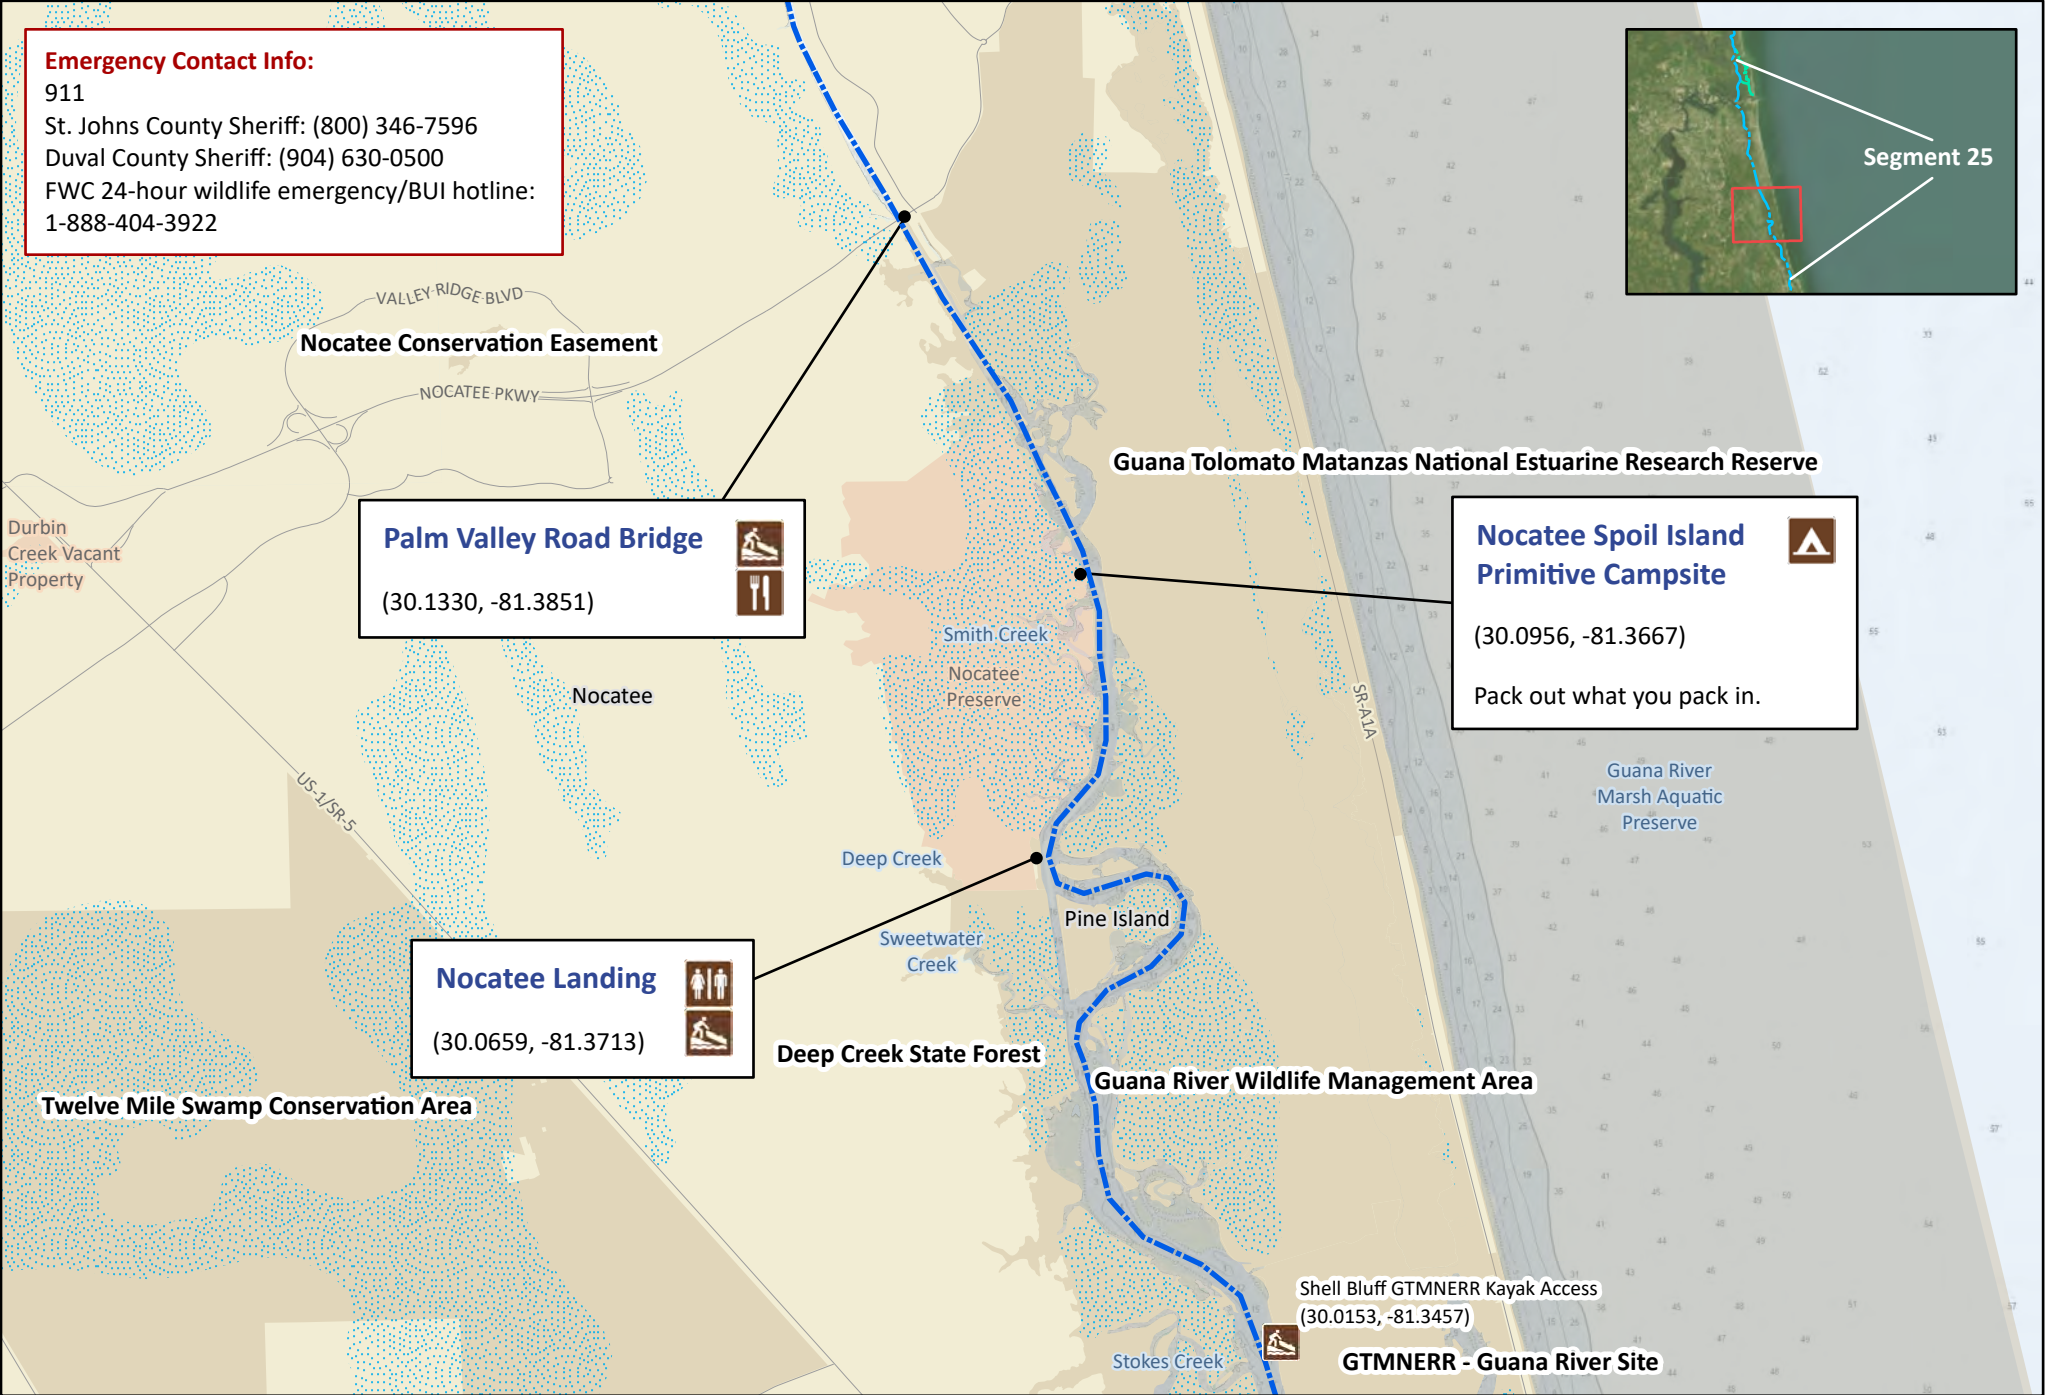 Emergency Contact Info:
911
St. Johns County Sheriff: (800) 346-7596
Duval County Sheriff: (904) 630-0500
FWC 24-hour wildlife emergency/BUI hotline:
1-888-404-3922
Segment 25
VALLEY RIDGE BLVD
Nocatee Conservation Easement
NOCATEE PKWY
Guana Tolomato Matanzas National Estuarine Research Reserve
Durbin
Creek Vacant
Property
Palm Valley Road Bridge
(30.1330, -81.3851)
Nocatee Spoil Island
Primitive Campsite
(30.0956, -81.3667)
Pack out what you pack in.
Smith Creek
Nocatee
Preserve
Nocatee
SR-A1A
US-1/SR-5
Guana River
Marsh Aquatic
Preserve
Deep Creek
Pine Island
Sweetwater
Creek
Nocatee Landing
(30.0659, -81.3713)
Deep Creek State Forest
Guana River Wildlife Management Area
Twelve Mile Swamp Conservation Area
Shell Bluff GTMNERR Kayak Access
(30.0153, -81.3457)
Stokes Creek
GTMNERR - Guana River Site